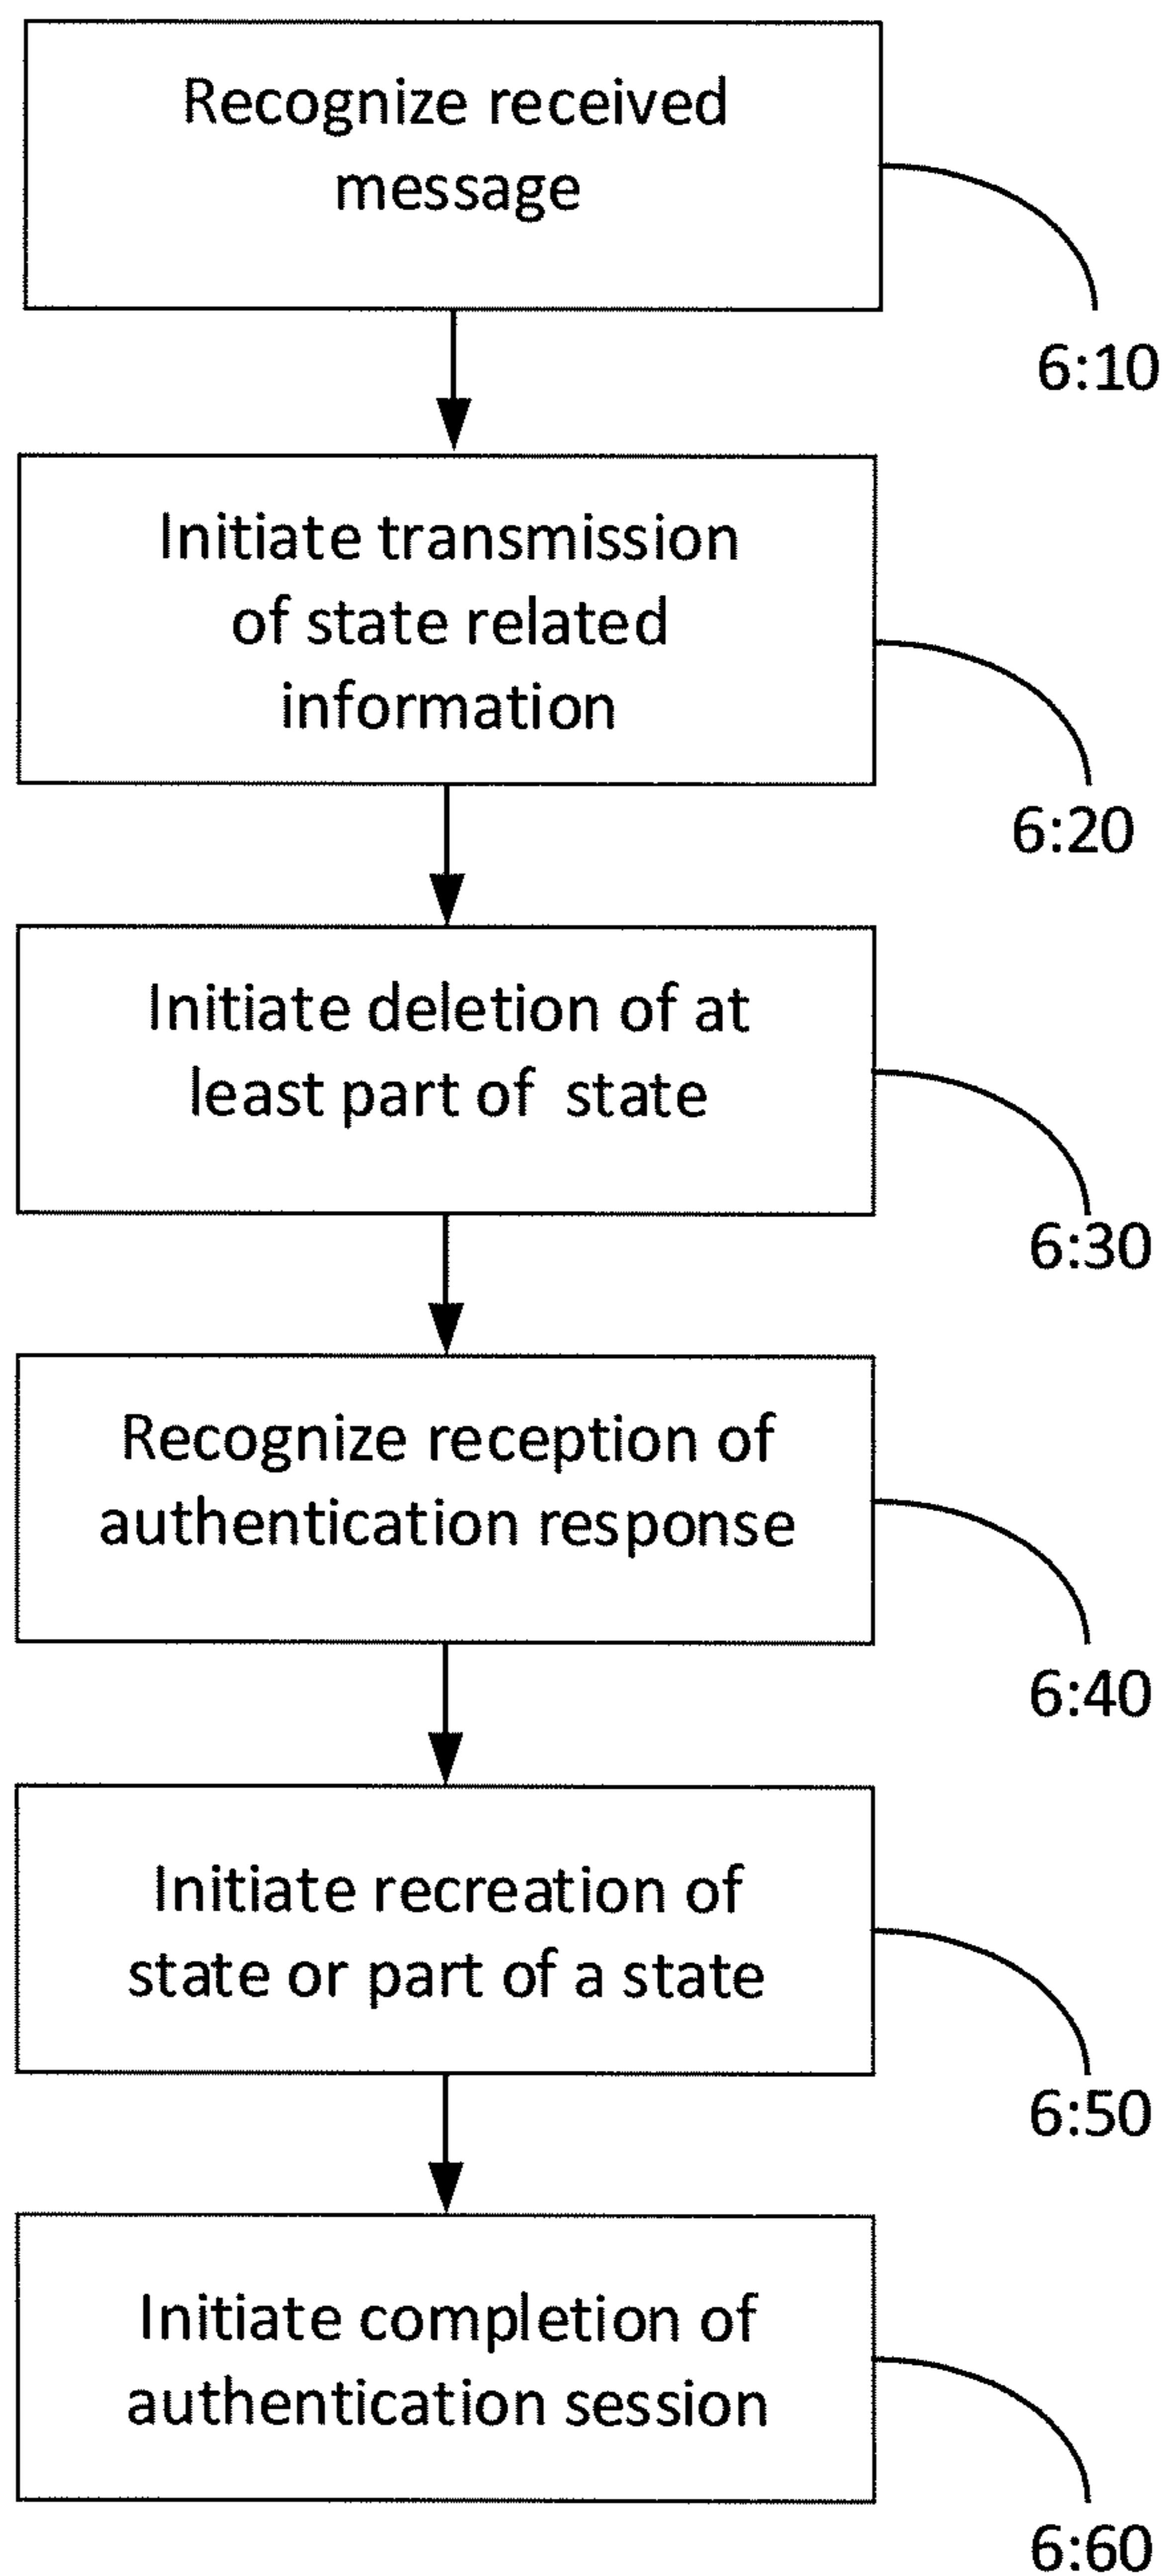 Recognize received
message
6:10
Initiate transmission
of state related
information
6:20
Initiate deletion of at
least part of state
6:30
Recognize reception of
authentication response
6:40
Initiate recreation of
state or part of a state
6:50
Initiate completion of
authentication session
6:60